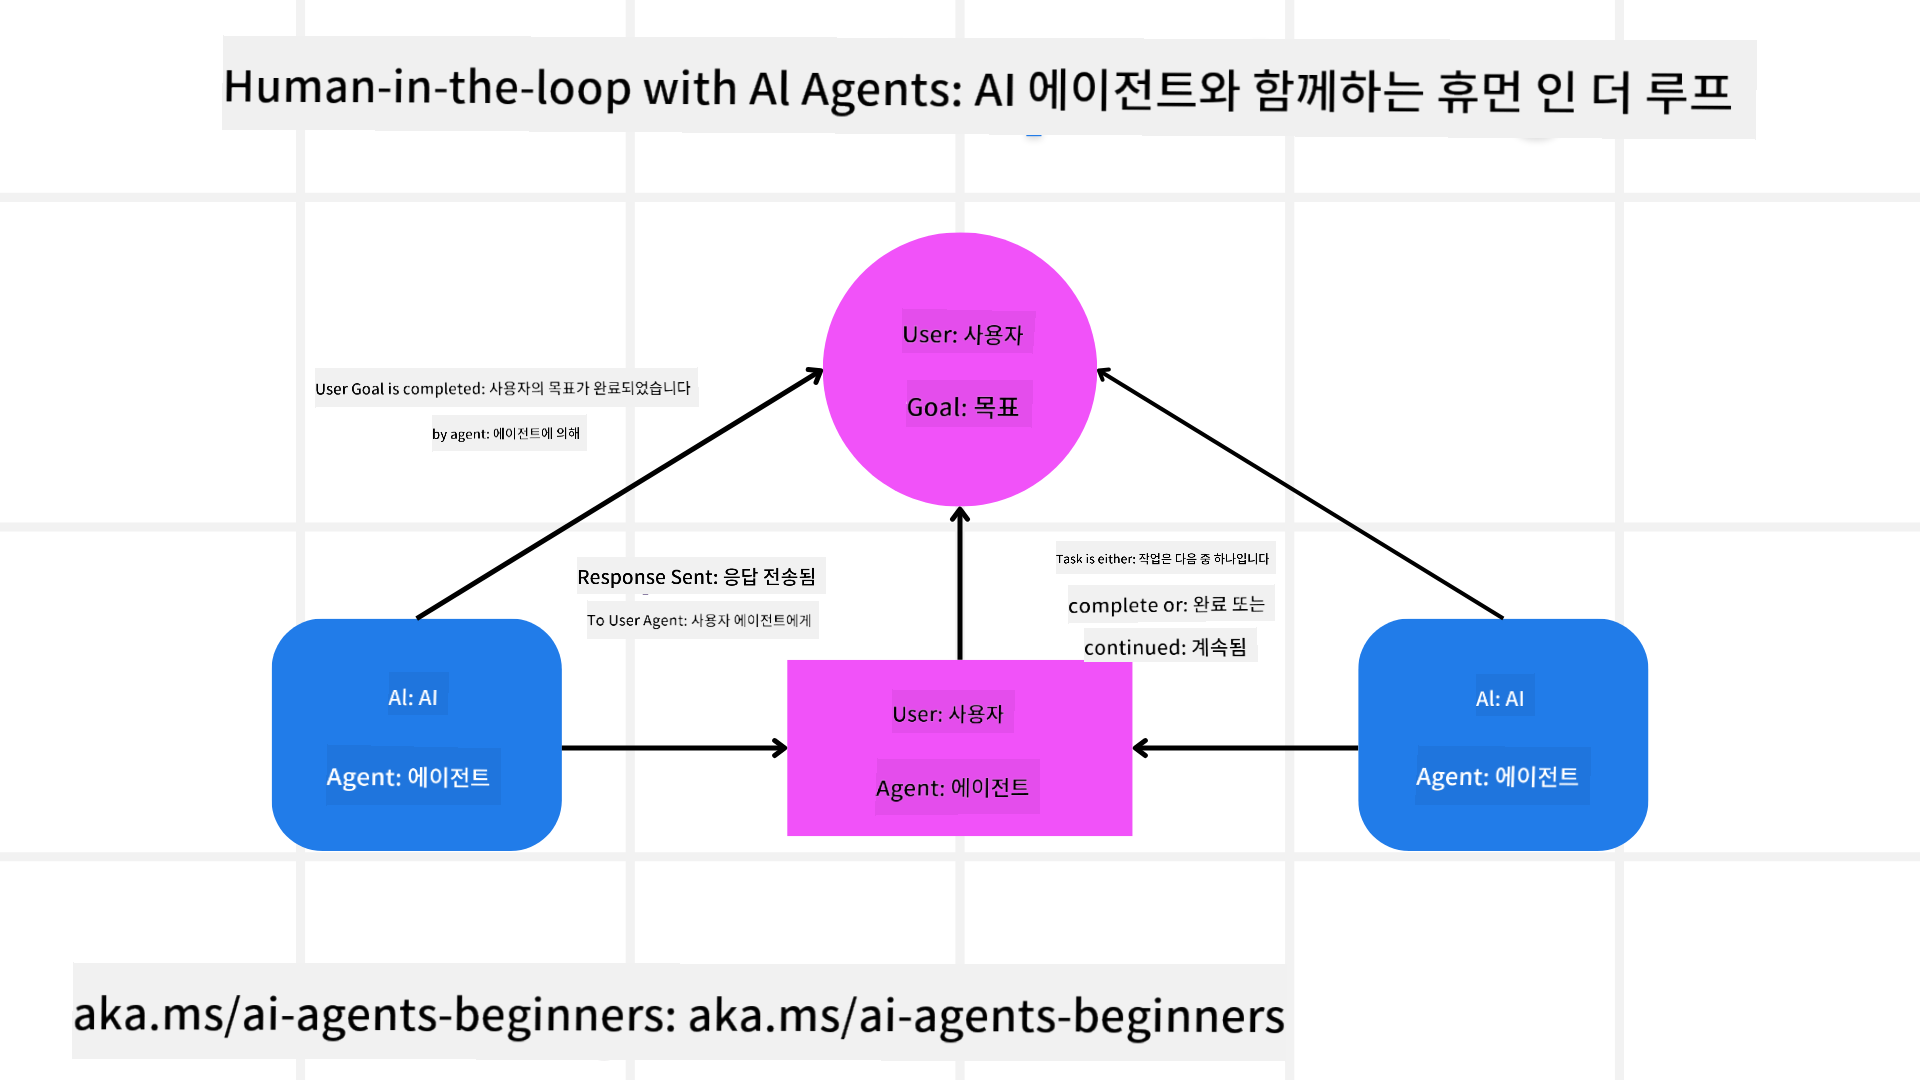 Human-in-the-loop with Al Agents: AI 에이전트와 함께하는 휴먼 인 더 루프
User: 사용자
Goal: 목표
User Goal is completed: 사용자의 목표가 완료되었습니다
by agent: 에이전트에 의해
Response Sent: 응답 전송됨
To User Agent: 사용자 에이전트에게
Task is either: 작업은 다음 중 하나입니다
complete or: 완료 또는
continued: 계속됨
Al: AI
Agent: 에이전트
User: 사용자
Agent: 에이전트
Al: AI
Agent: 에이전트
aka.ms/ai-agents-beginners: aka.ms/ai-agents-beginners